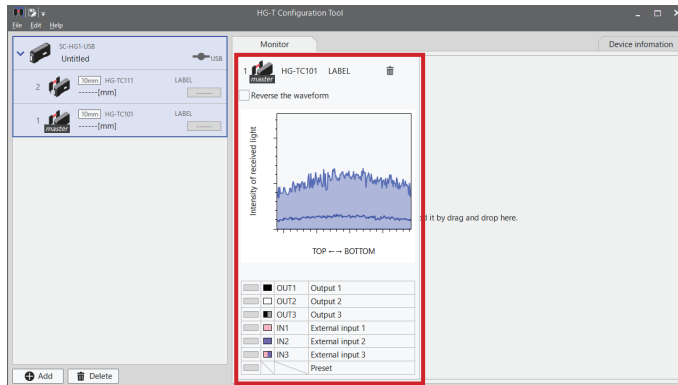 HG-T Configuration Tool
File Edit Help
SC-HG1-USB
Untitled
USB
2 10mm HG-TC111 LABEL
------[mm] ------
1 master 10mm HG-TC101 LABEL
------[mm] ------
Add Delete
Monitor
Device infomation
1 master HG-TC101 LABEL
Reverse the waveform
Intensity of received light
TOP ←→ BOTTOM
OUT1 Output 1
OUT2 Output 2
OUT3 Output 3
IN1 External input 1
IN2 External input 2
IN3 External input 3
Preset
it by drag and drop here.